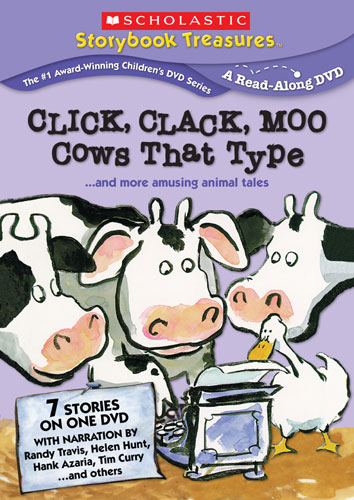 SCHOLASTIC
Storybook Treasures™
The #1 Award-Winning Children's DVD Series
A Read-Along DVD
CLICK, CLACK, MOO
COWS THAT TYPE
...and more amusing animal tales
7 STORIES
ON ONE DVD
WITH NARRATION BY
Randy Travis, Helen Hunt,
Hank Azaria, Tim Curry
...and others